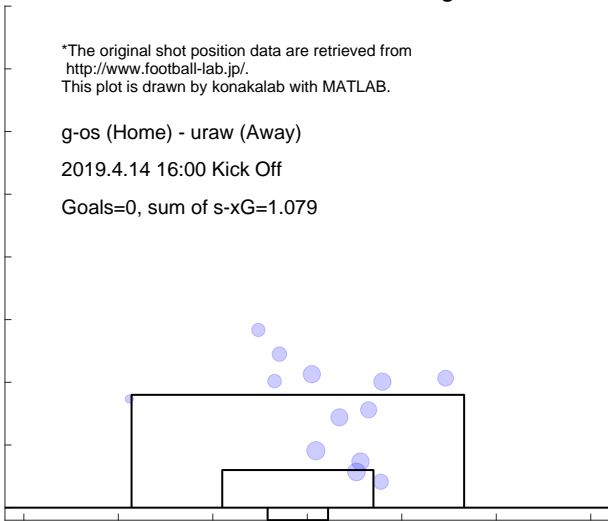 *The original shot position data are retrieved from
http://www.football-lab.jp/.
This plot is drawn by konakalab with MATLAB.
g-os (Home) - uraw (Away)
2019.4.14 16:00 Kick Off
Goals=0, sum of s-xG=1.079